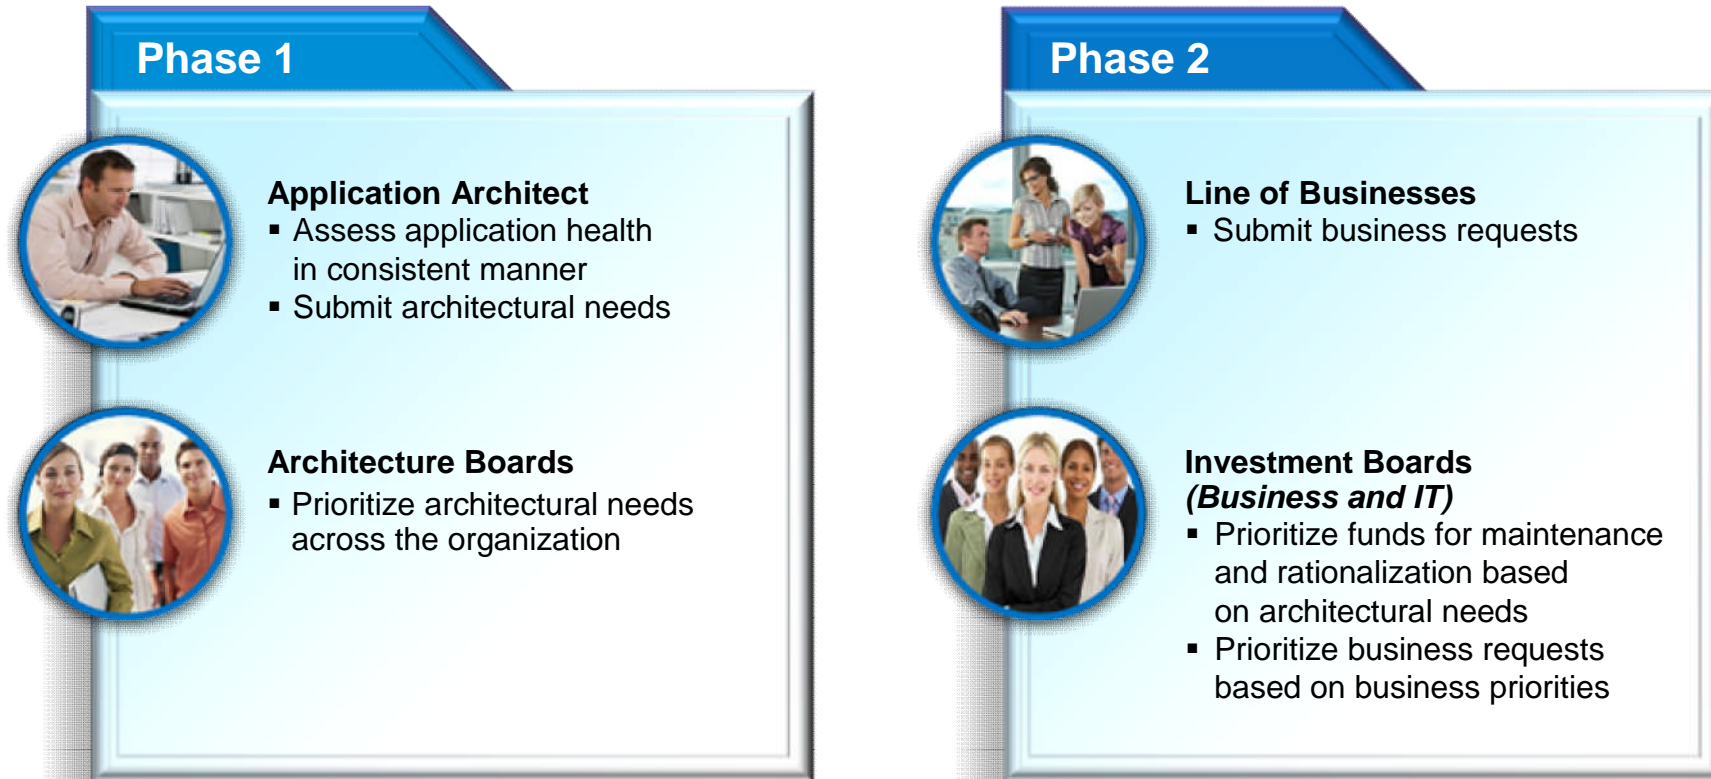 Phase 1
Application Architect
▪ Assess application health
in consistent manner
▪ Submit architectural needs
Architecture Boards
▪ Prioritize architectural needs
across the organization
Phase 2
Line of Businesses
▪ Submit business requests
Investment Boards
(Business and IT)
▪ Prioritize funds for maintenance
and rationalization based
on architectural needs
▪ Prioritize business requests
based on business priorities